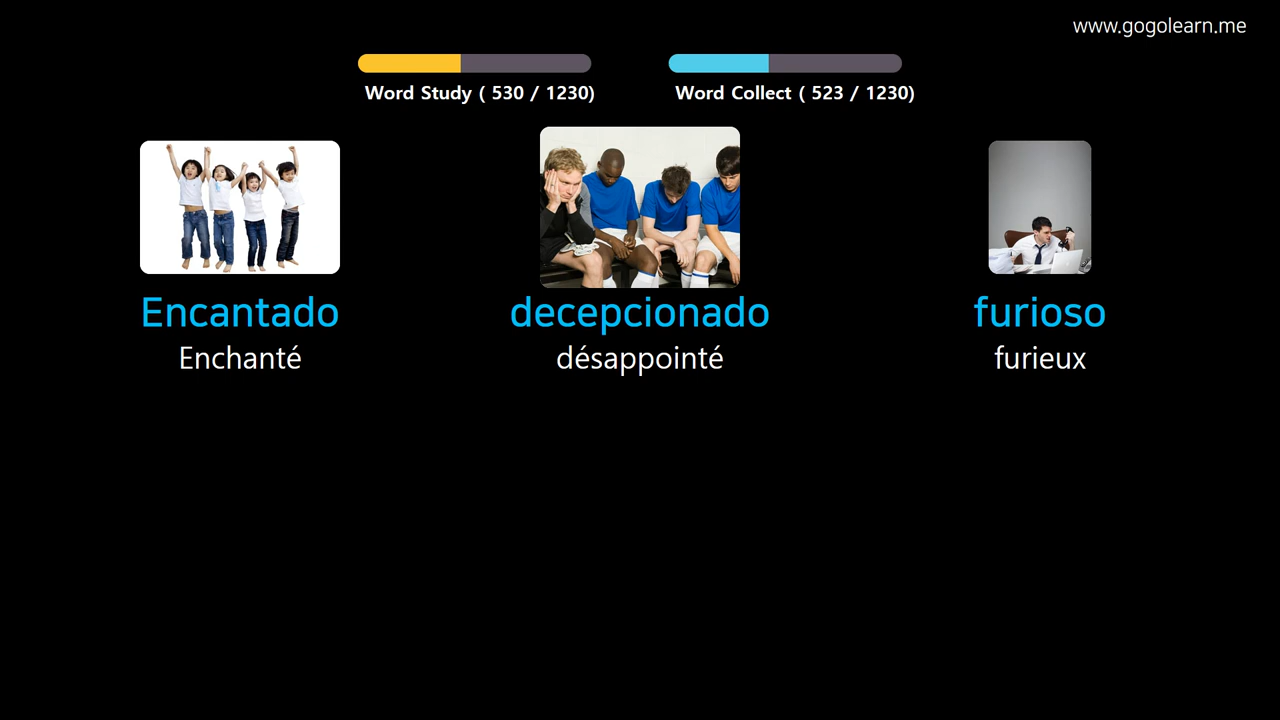 www.gogolearn.me
Word Study ( 530 / 1230)
Word Collect ( 523 / 1230)
Encantado
decepcionado
furioso
Enchanté
désappointé
furieux